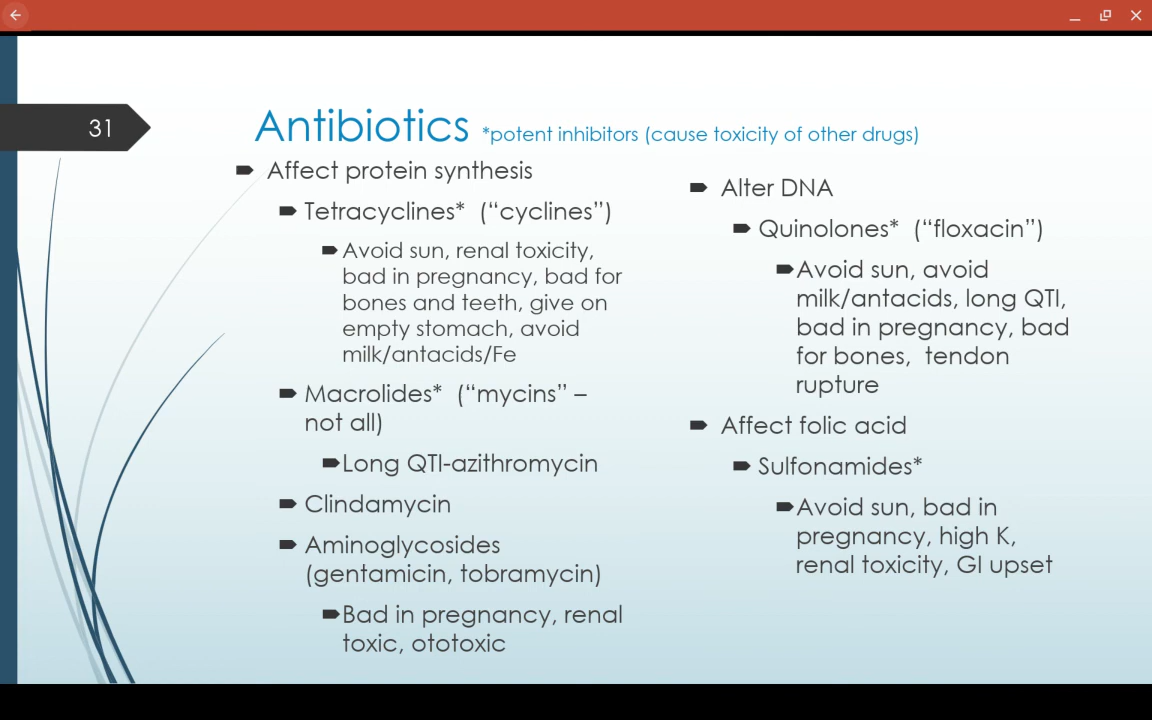 31
Antibiotics *potent inhibitors (cause toxicity of other drugs)
Affect protein synthesis
Tetracyclines* (“cyclines”)
Avoid sun, renal toxicity,
bad in pregnancy, bad for
bones and teeth, give on
empty stomach, avoid
milk/antacids/Fe
Macrolides* (“mycins” –
not all)
Long QTI-azithromycin
Clindamycin
Aminoglycosides
(gentamicin, tobramycin)
Bad in pregnancy, renal
toxic, ototoxic
Alter DNA
Quinolones* (“floxacin”)
Avoid sun, avoid
milk/antacids, long QTI,
bad in pregnancy, bad
for bones, tendon
rupture
Affect folic acid
Sulfonamides*
Avoid sun, bad in
pregnancy, high K,
renal toxicity, GI upset